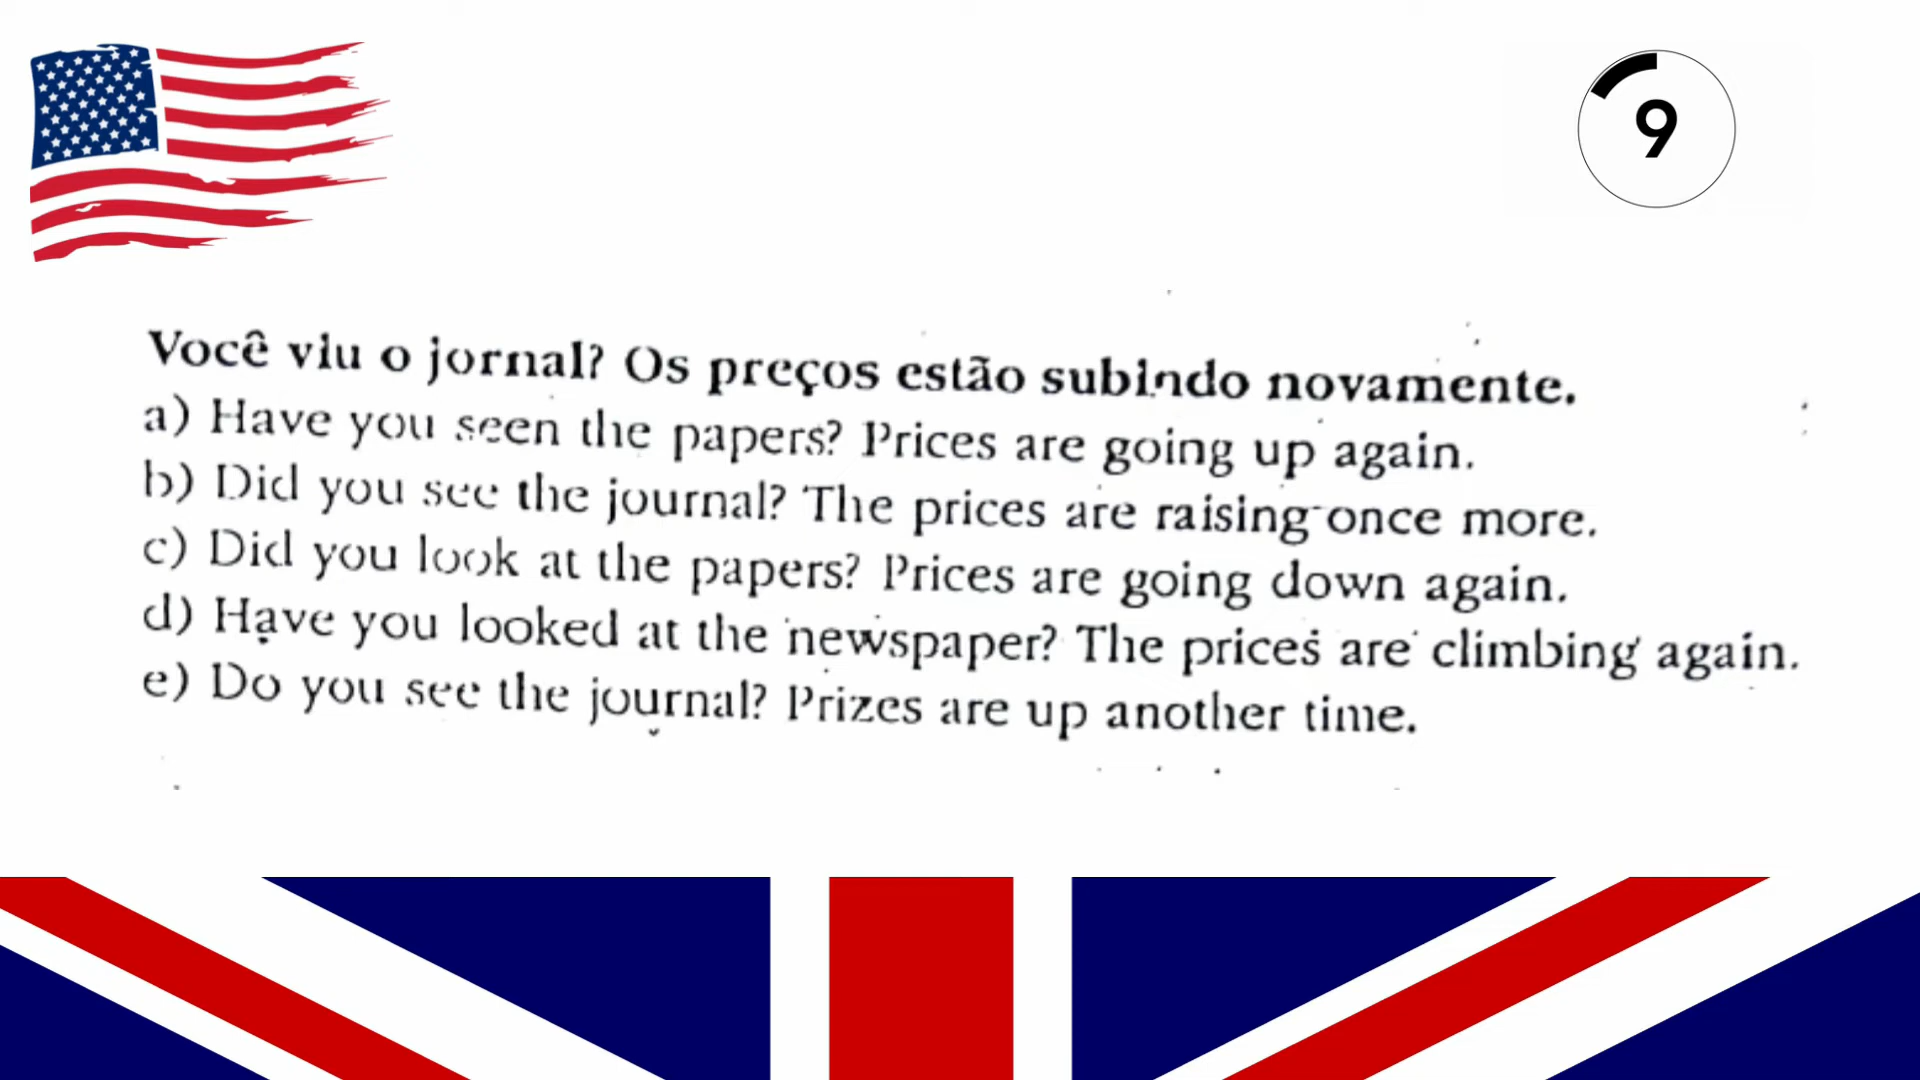 9
Você viu o jornal? Os preços estão subindo novamente.
a) Have you seen the papers? Prices are going up again.
b) Did you see the journal? The prices are raising once more.
c) Did you look at the papers? Prices are going down again.
d) Have you looked at the newspaper? The prices are climbing again.
e) Do you see the journal? Prizes are up another time.